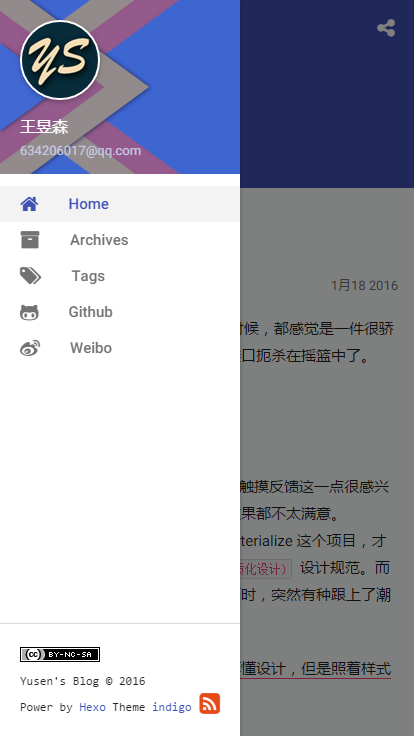 YS
王昱森
634206017@qq.com
Home
Archives
Tags
Github
Weibo
cc BY-NC-SA
Yusen's Blog © 2016
Power by Hexo Theme indigo
1月18 2016
时候，都感觉是一件很骄
口扼杀在摇篮中了。
触摸反馈这一点很感兴
果都不太满意。
terialize 这个项目，才
质化设计） 设计规范。而
时，突然有种跟上了潮
懂设计，但是照着样式